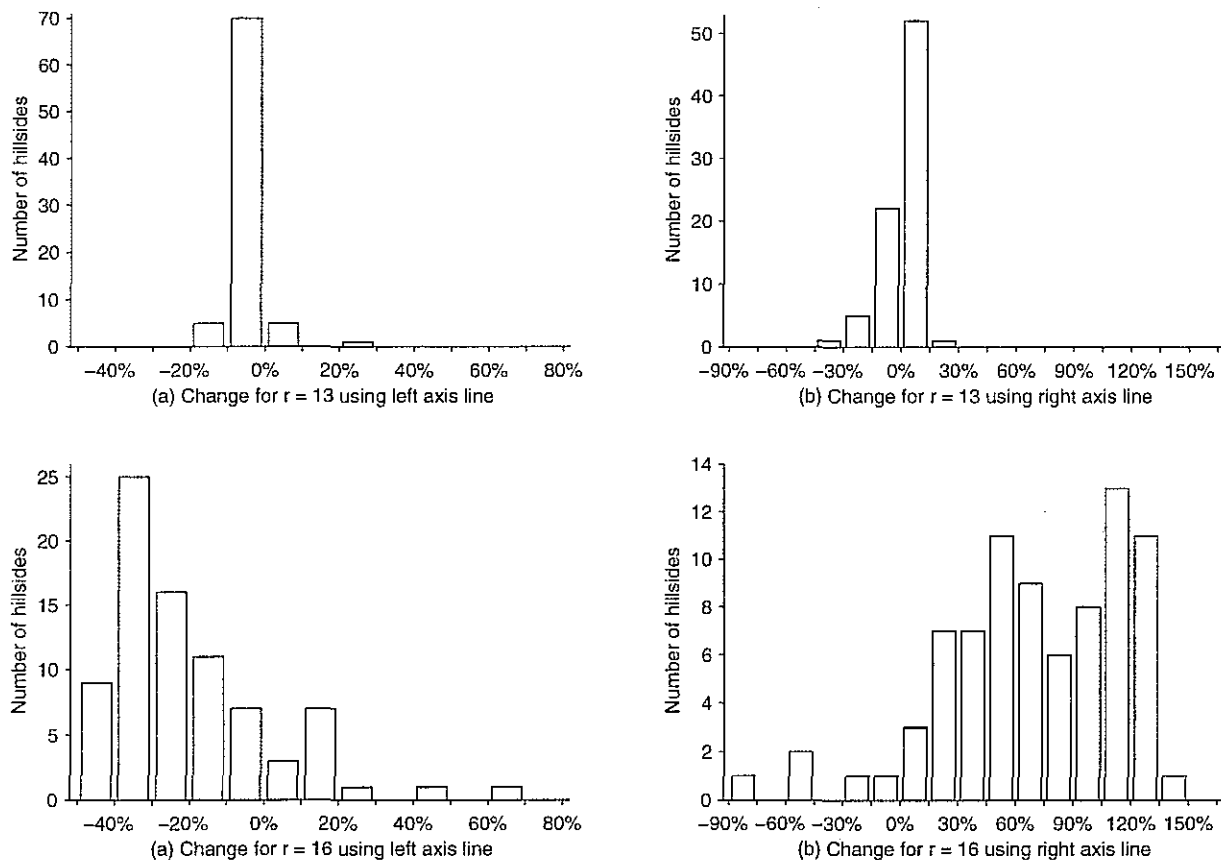 70
60
50
40
30
20
10
0
Number of hillsides
−40% −20% 0% 20% 40% 60% 80%
(a) Change for r = 13 using left axis line
50
40
30
20
10
0
Number of hillsides
−90% −60% −30% 0% 30% 60% 90% 120% 150%
(b) Change for r = 13 using right axis line
25
20
15
10
5
0
Number of hillsides
−40% −20% 0% 20% 40% 60% 80%
(a) Change for r = 16 using left axis line
14
12
10
8
6
4
2
0
Number of hillsides
−90% −60% −30% 0% 30% 60% 90% 120% 150%
(b) Change for r = 16 using right axis line